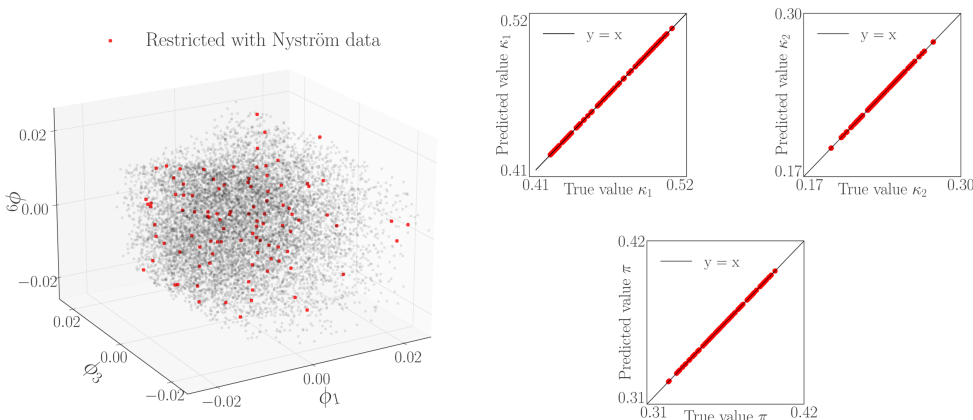 Restricted with Nyström data
0.02
0.00
−0.02
ϕ9
0.02
0.00
−0.02
ϕ3
−0.02
0.00
0.02
ϕ1
0.52
y = x
Predicted value κ1
0.41
0.41
0.52
True value κ1
0.30
y = x
Predicted value κ2
0.17
0.17
0.30
True value κ2
0.42
y = x
Predicted value π
0.31
0.31
0.42
True value π